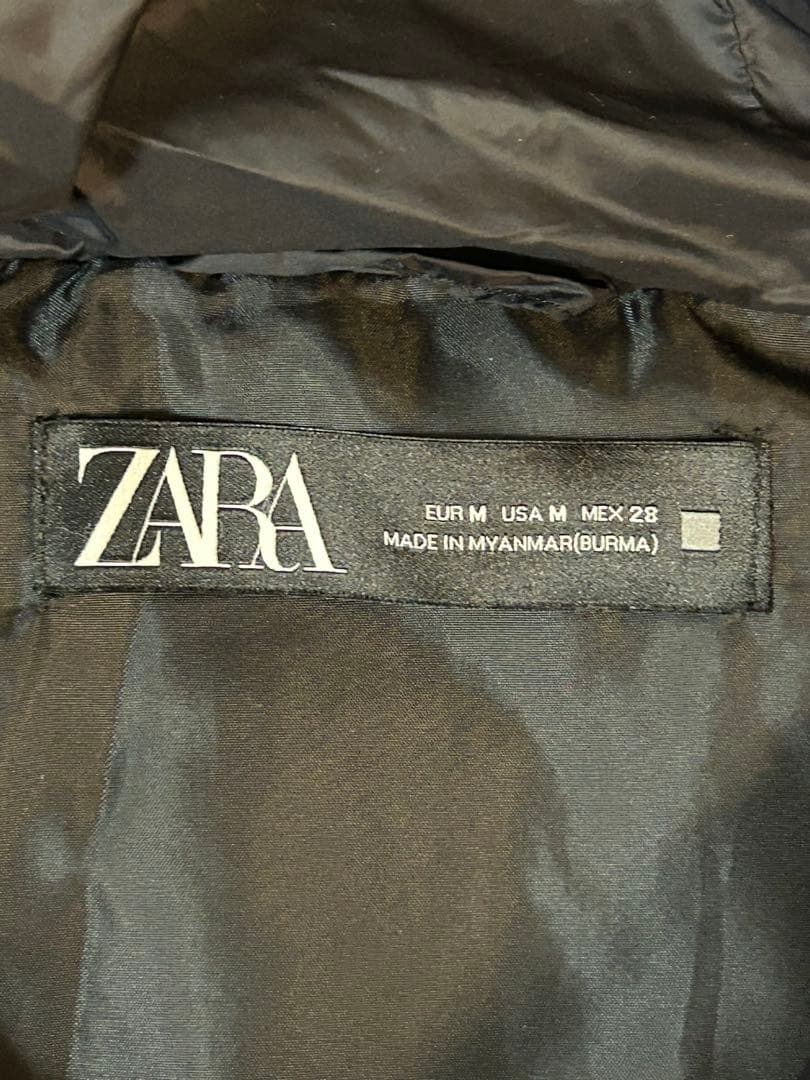 ZARA
EUR M USA M MEX 28
MADE IN MYANMAR(BURMA)